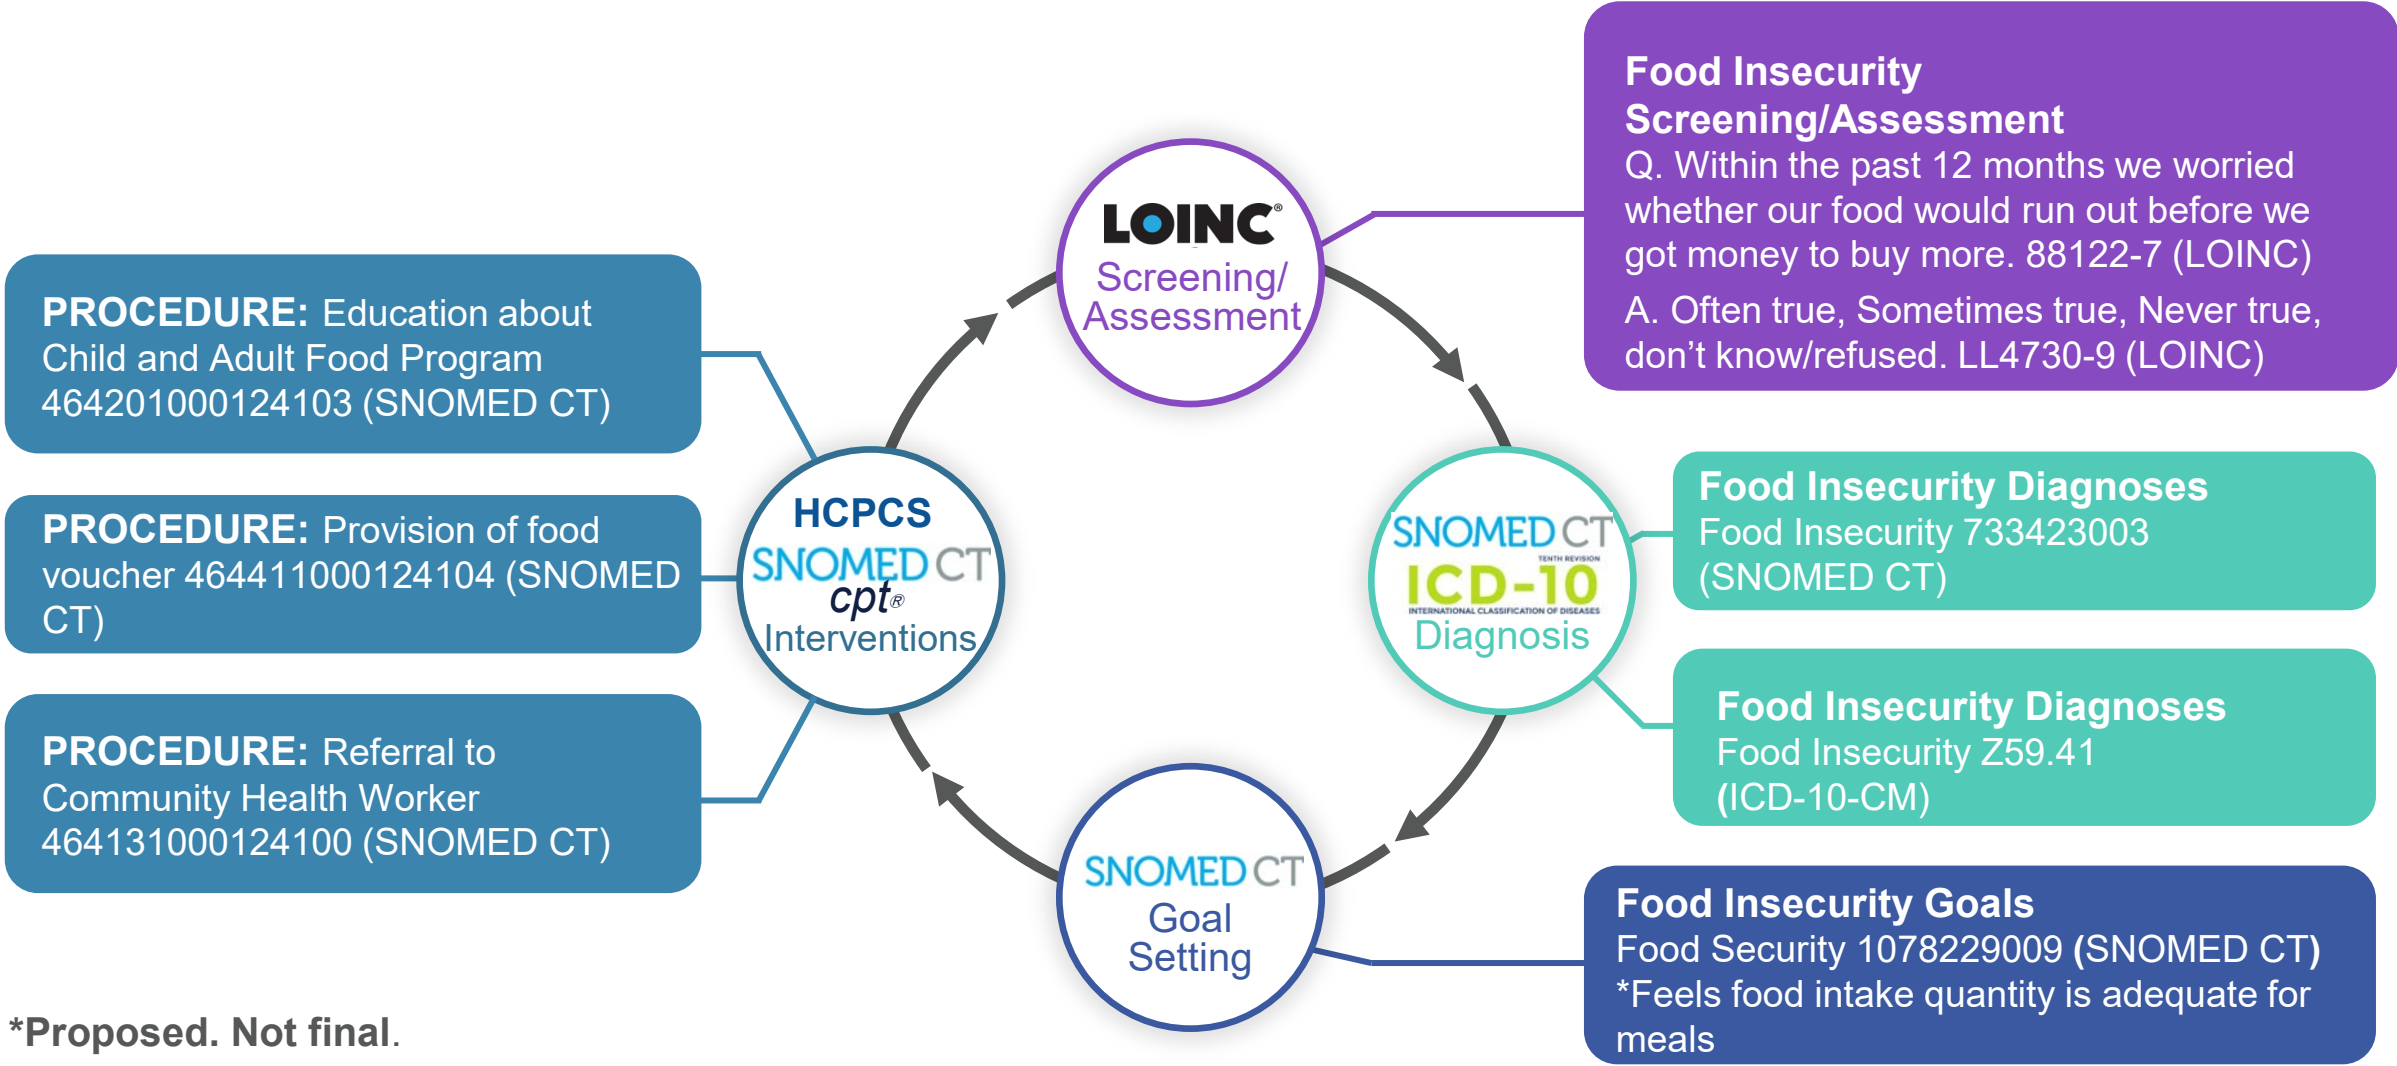 Food Insecurity
Screening/Assessment
Q. Within the past 12 months we worried
whether our food would run out before we
got money to buy more. 88122-7 (LOINC)
A. Often true, Sometimes true, Never true,
don’t know/refused. LL4730-9 (LOINC)
LOINC®
Screening/
Assessment
PROCEDURE: Education about
Child and Adult Food Program
464201000124103 (SNOMED CT)
PROCEDURE: Provision of food
voucher 464411000124104 (SNOMED
CT)
PROCEDURE: Referral to
Community Health Worker
464131000124100 (SNOMED CT)
HCPCS
SNOMED CT
cpt®
Interventions
SNOMED CT
TENTH REVISION
ICD-10
INTERNATIONAL CLASSIFICATION OF DISEASES
Diagnosis
Food Insecurity Diagnoses
Food Insecurity 733423003
(SNOMED CT)
Food Insecurity Diagnoses
Food Insecurity Z59.41
(ICD-10-CM)
SNOMED CT
Goal
Setting
Food Insecurity Goals
Food Security 1078229009 (SNOMED CT)
*Feels food intake quantity is adequate for
meals
*Proposed. Not final.